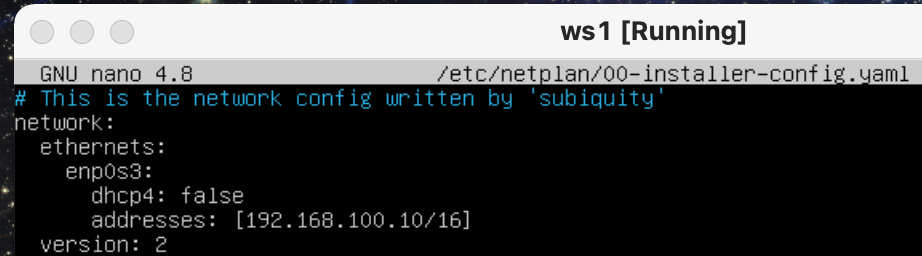 ws1 [Running]
GNU nano 4.8 /etc/netplan/00-installer-config.yaml
# This is the network config written by 'subiquity'
network:
  ethernets:
    enp0s3:
      dhcp4: false
      addresses: [192.168.100.10/16]
  version: 2